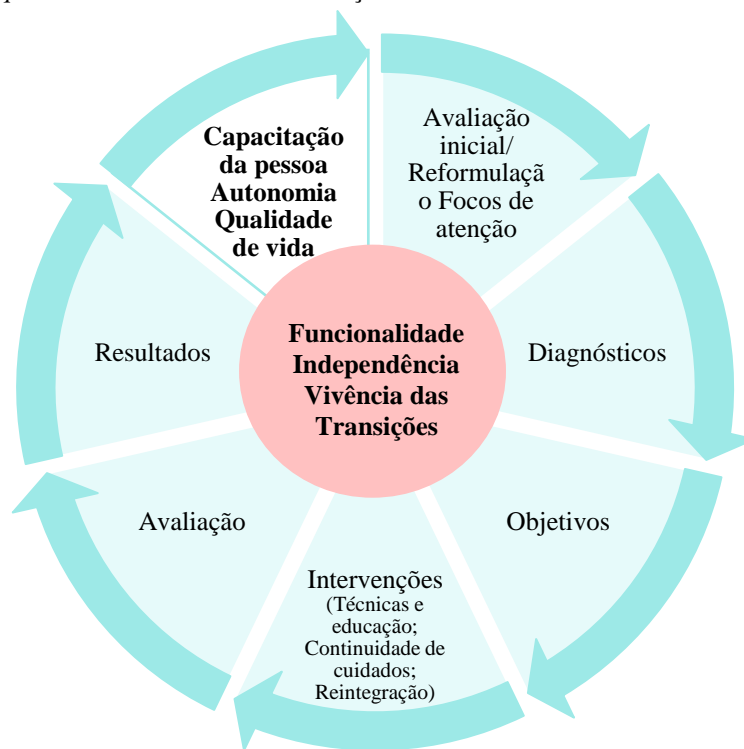 Capacitação
da pessoa
Autonomia
Qualidade
de vida
Avaliação
inicial/
Reformulaçã
o Focos de
atenção
Diagnósticos
Objetivos
Intervenções
(Técnicas e
educação;
Continuidade de
cuidados;
Reintegração)
Avaliação
Resultados
Funcionalidade
Independência
Vivência das
Transições